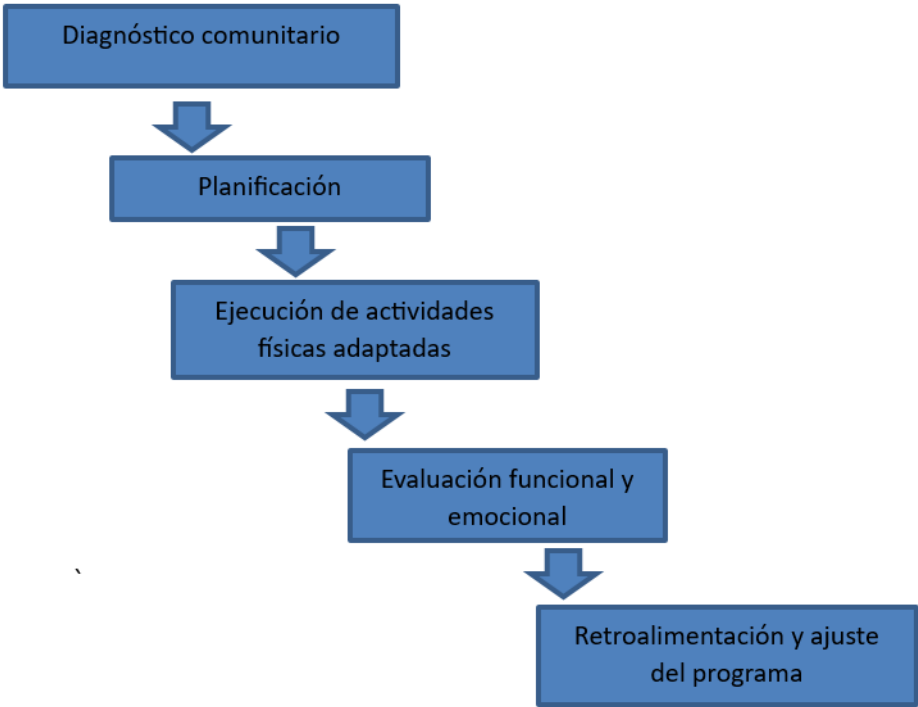 Diagnóstico comunitario
Planificación
Ejecución de actividades
físicas adaptadas
Evaluación funcional y
emocional
`
Retroalimentación y ajuste
del programa